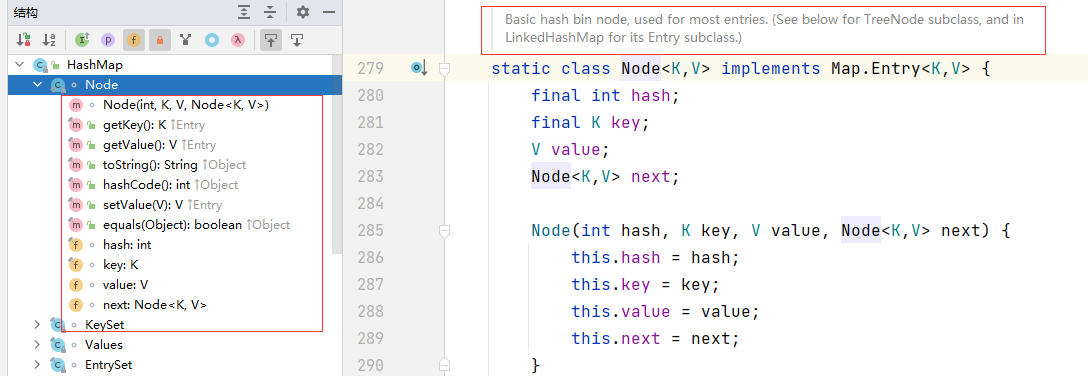 结构
HashMap
Node
Node(int, K, V, Node<K, V>)
getKey(): K ↑Entry
getValue(): V ↑Entry
toString(): String ↑Object
hashCode(): int ↑Object
setValue(V): V ↑Entry
equals(Object): boolean ↑Object
hash: int
key: K
value: V
next: Node<K, V>
KeySet
Values
EntrySet
Basic hash bin node, used for most entries. (See below for TreeNode subclass, and in
LinkedHashMap for its Entry subclass.)
279 static class Node<K,V> implements Map.Entry<K,V> {
280 final int hash;
281 final K key;
282 V value;
283 Node<K,V> next;
284
285 Node(int hash, K key, V value, Node<K,V> next) {
286 this.hash = hash;
287 this.key = key;
288 this.value = value;
289 this.next = next;
290 }